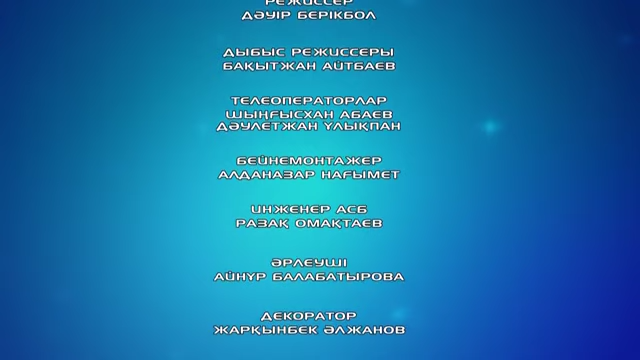 РЕЖИССЕР
ДӘУІР БЕРІКБОЛ
ДЫБЫС РЕЖИССЕРЫ
БАҚЫТЖАН АЙТБАЕВ
ТЕЛЕОПЕРАТОРЛАР
ШЫҢҒЫСХАН АБАЕВ
ДӘУЛЕТЖАН ҰЛЫҚПАН
БЕЙНЕМОНТАЖЕР
АЛДАНАЗАР НАҒЫМЕТ
ИНЖЕНЕР АСБ
РАЗАҚ ОМАҚТАЕВ
ӘРЛЕУШІ
АЙНҰР БАЛАБАТЫРОВА
ДЕКОРАТОР
ЖАРҚЫНБЕК ӘЛЖАНОВ